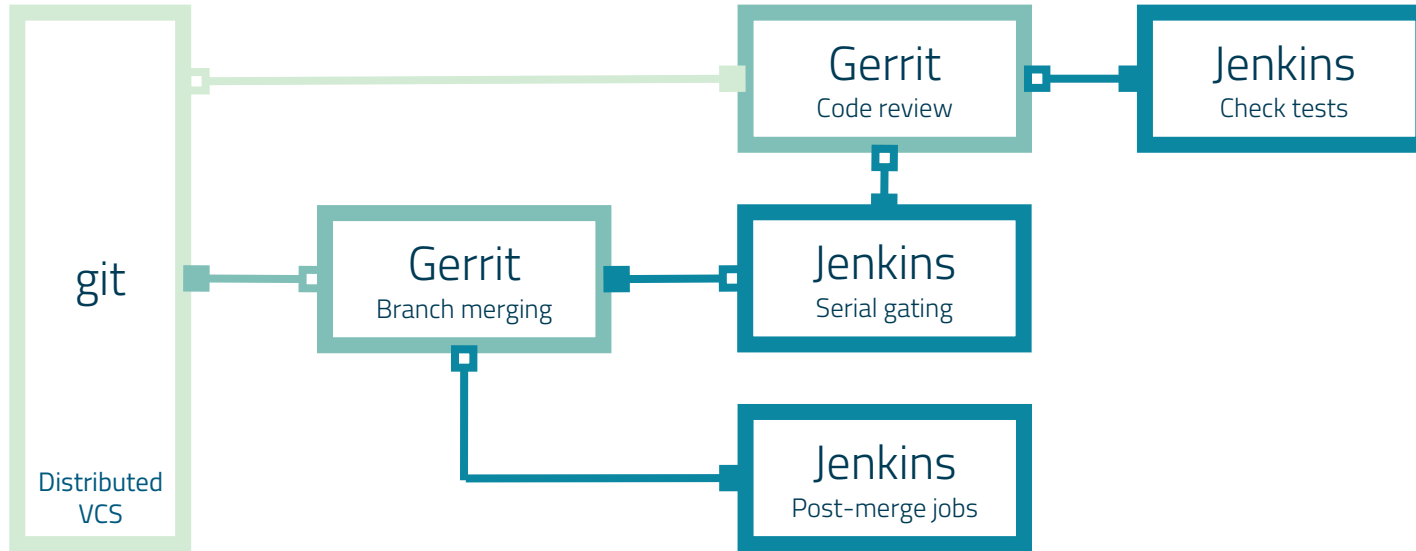 Gerrit
Code review
Jenkins
Check tests
git
Distributed
VCS
Gerrit
Branch merging
Jenkins
Serial gating
Jenkins
Post-merge jobs